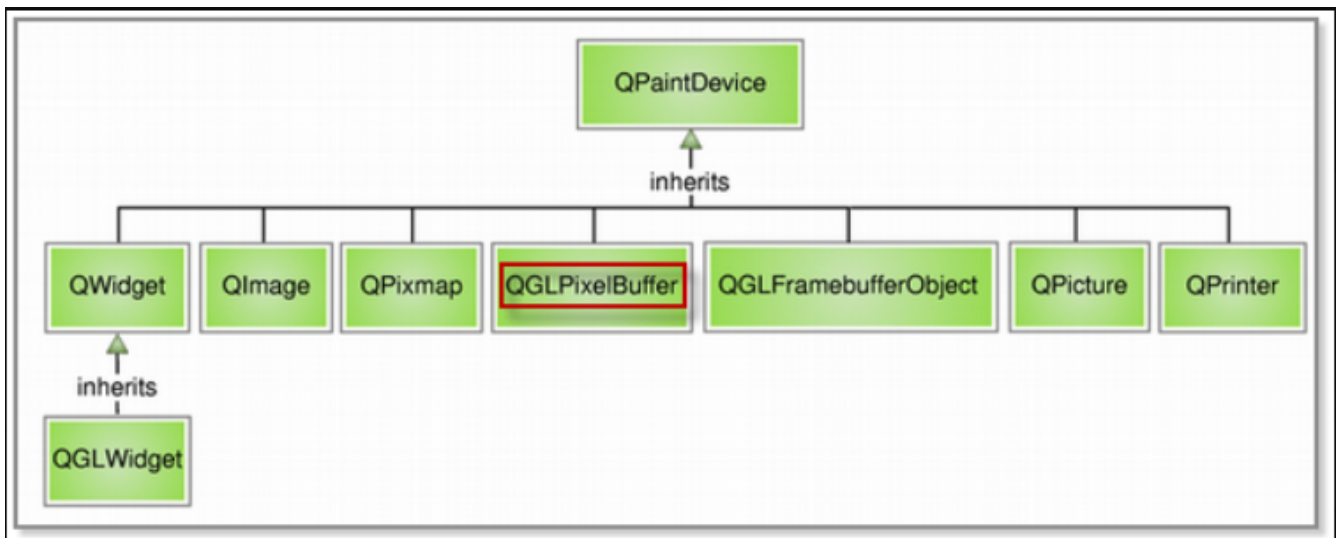 QPaintDevice
inherits
QWidget
QImage
QPixmap
QGLPixelBuffer
QGLFramebufferObject
QPicture
QPrinter
inherits
QGLWidget